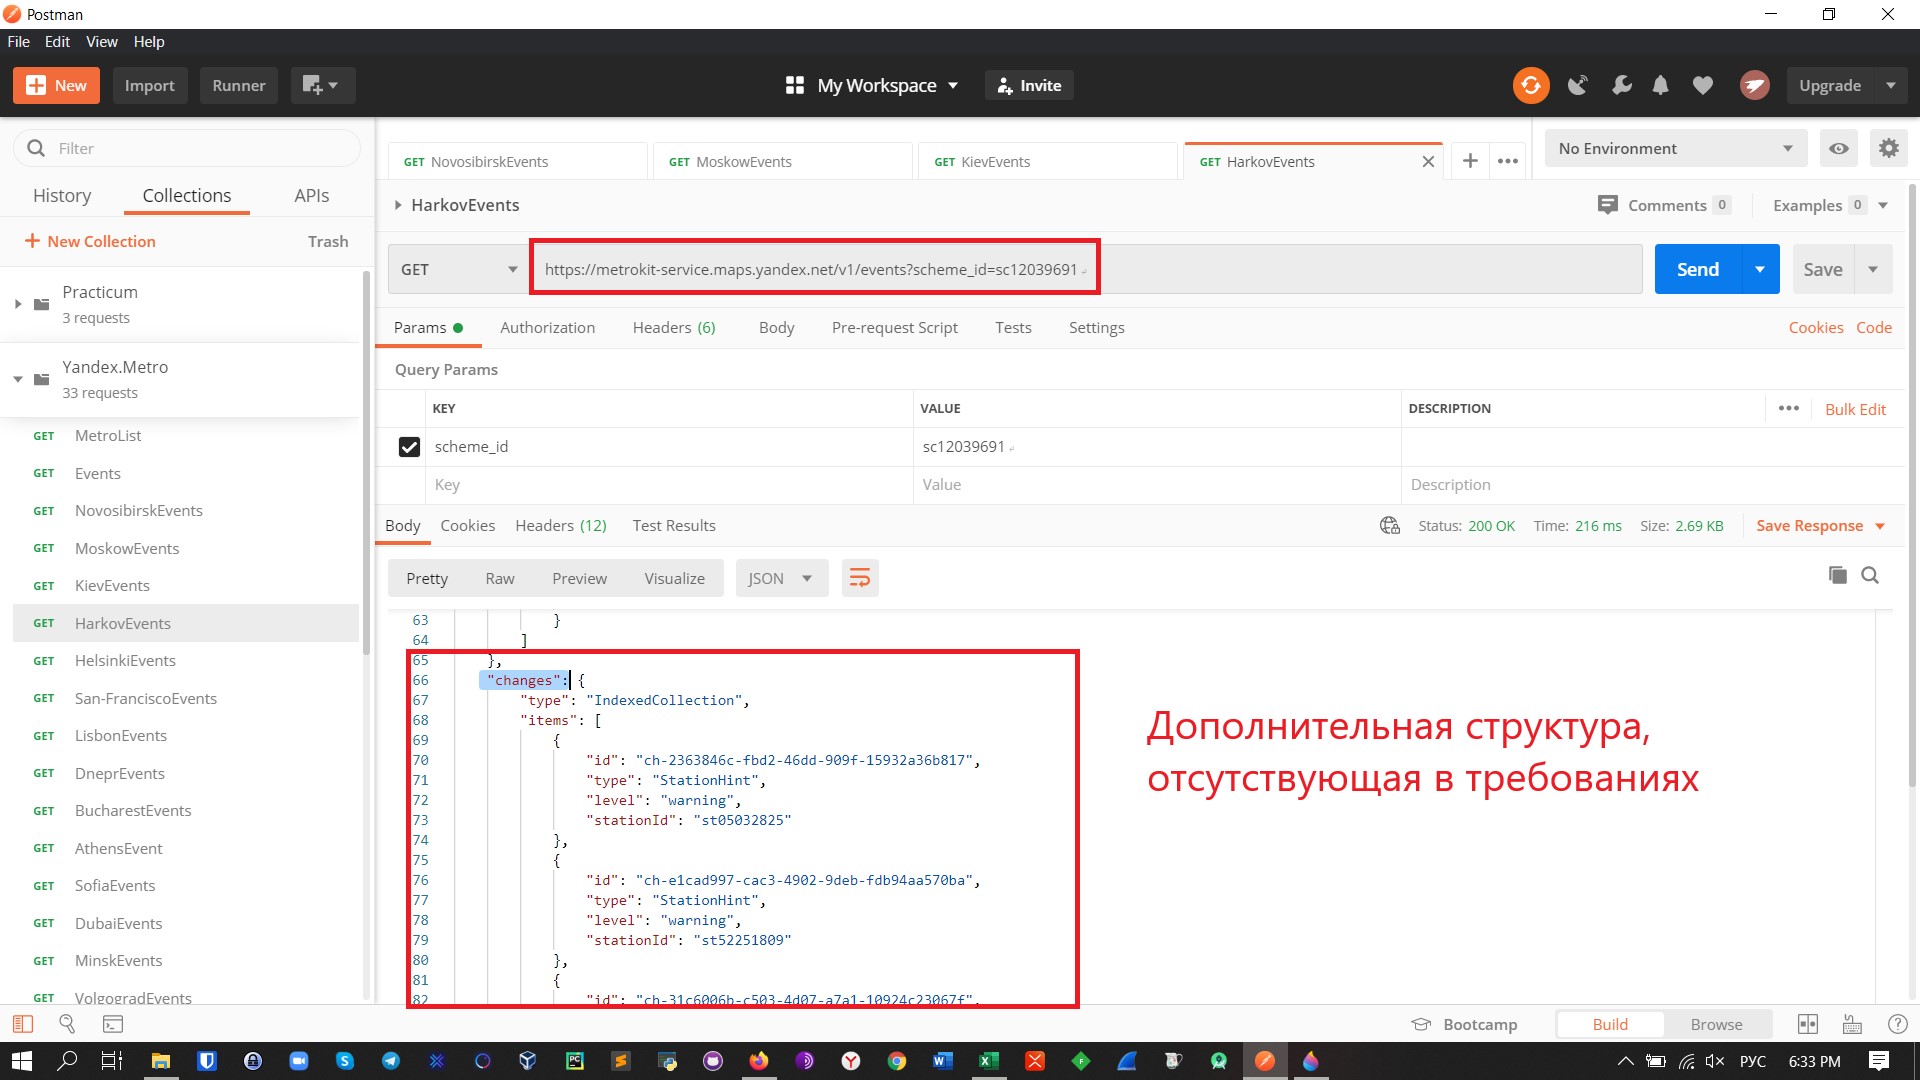 Postman
File Edit View Help
New Import Runner My Workspace Invite Upgrade
Filter
History Collections APIs
New Collection Trash
Practicum
3 requests
Yandex.Metro
33 requests
GET MetroList
GET Events
GET NovosibirskEvents
GET MoskowEvents
GET KievEvents
GET HarkovEvents
GET HelsinkiEvents
GET San-FranciscoEvents
GET LisbonEvents
GET DneprEvents
GET BucharestEvents
GET AthensEvent
GET SofiaEvents
GET DubaiEvents
GET MinskEvents
GET VolgogradEvents
GET NovosibirskEvents GET MoskowEvents GET KievEvents GET HarkovEvents
No Environment
HarkovEvents Comments 0 Examples 0
GET https://metrokit-service.maps.yandex.net/v1/events?scheme_id=sc12039691 Send Save
Params Authorization Headers (6) Body Pre-request Script Tests Settings Cookies Code
Query Params
KEY VALUE DESCRIPTION Bulk Edit
scheme_id sc12039691
Key Value Description
Body Cookies Headers (12) Test Results Status: 200 OK Time: 216 ms Size: 2.69 KB Save Response
Pretty Raw Preview Visualize JSON
63 }
64 ]
65 },
66 "changes": {
67 "type": "IndexedCollection",
68 "items": [
69 {
70 "id": "ch-2363846c-fbd2-46dd-909f-15932a36b817",
71 "type": "StationHint",
72 "level": "warning",
73 "stationId": "st05032825"
74 },
75 {
76 "id": "ch-e1cad997-cac3-4902-9deb-fdb94aa570ba",
77 "type": "StationHint",
78 "level": "warning",
79 "stationId": "st52251809"
80 },
81 {
82 "id": "ch-31c6006b-c503-4d07-a7a1-10924c23067f",
Дополнительная структура,
отсутствующая в требованиях
Bootcamp Build Browse
РУС 6:33 PM